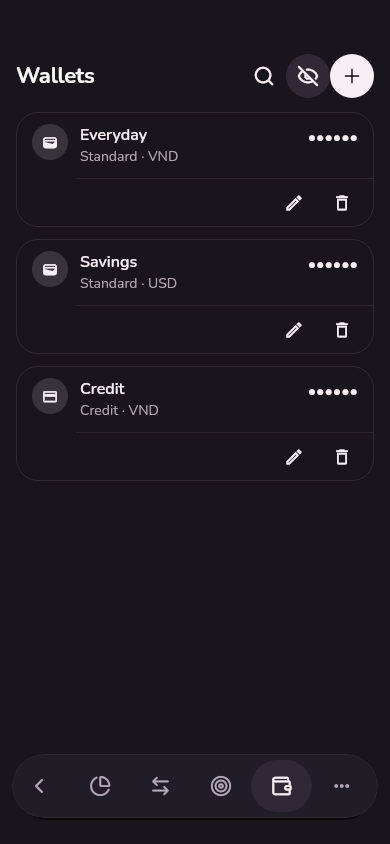 Wallets
Everyday
Standard · VND
••••••
Savings
Standard · USD
••••••
Credit
Credit · VND
••••••